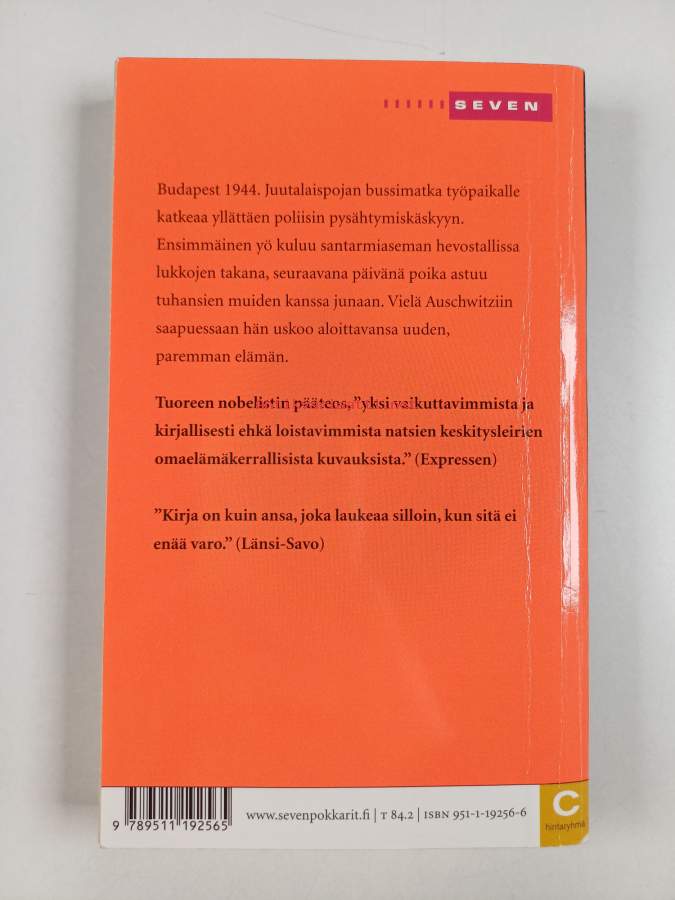 SEVEN
Budapest 1944. Juutalaispojan bussimatka työpaikalle
katkeaa yllättäen poliisin pysähtymiskäskyyn.
Ensimmäinen yö kuluu santarmiaseman hevostallissa
lukkojen takana, seuraavana päivänä poika astuu
tuhansien muiden kanssa junaan. Vielä Auschwitziin
saapuessaan hän uskoo aloittavansa uuden,
paremman elämän.
Tuoreen nobelistin pääteos, ”yksi vaikuttavimmista ja
kirjallisesti ehkä loistavimmista natsien keskitysleirien
omaelämäkerrallisista kuvauksista.” (Expressen)
”Kirja on kuin ansa, joka laukeaa silloin, kun sitä ei
enää varo.” (Länsi-Savo)
9 789511 192565
www.sevenpokkarit.fi | T 84.2 | ISBN 951-1-19256-6
C
hintaryhmä